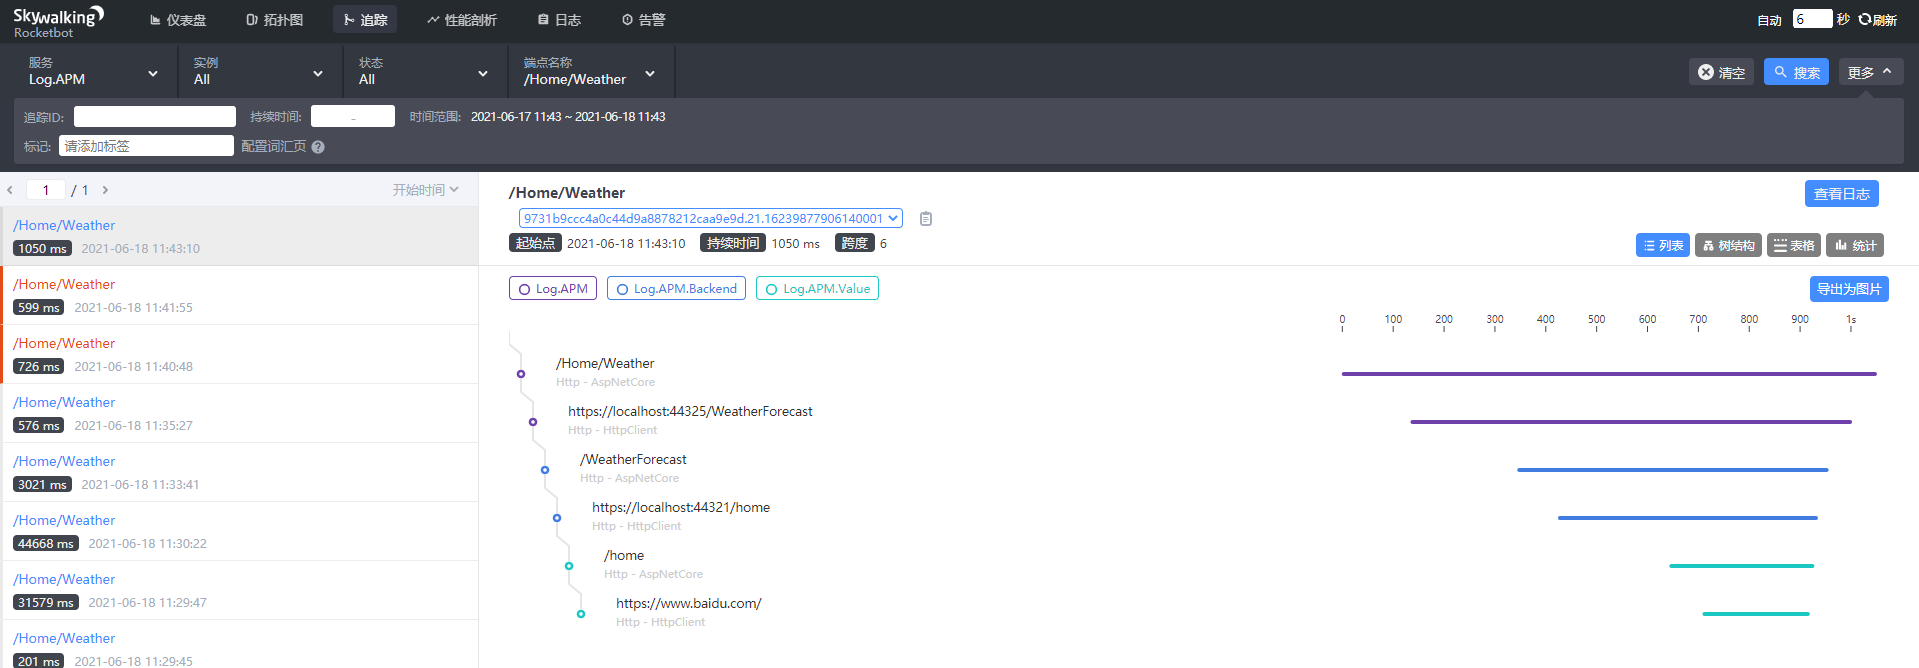 Skywalking
Rocketbot
仪表盘
拓扑图
追踪
性能剖析
日志
告警
自动 6 秒 刷新
服务
Log.APM
实例
All
状态
All
端点名称
/Home/Weather
清空
搜索
更多
追踪ID:
持续时间: -
时间范围: 2021-06-17 11:43 ~ 2021-06-18 11:43
标记: 请添加标签 配置词汇页 ?
1 / 1
开始时间
/Home/Weather
1050 ms 2021-06-18 11:43:10
/Home/Weather
599 ms 2021-06-18 11:41:55
/Home/Weather
726 ms 2021-06-18 11:40:48
/Home/Weather
576 ms 2021-06-18 11:35:27
/Home/Weather
3021 ms 2021-06-18 11:33:41
/Home/Weather
44668 ms 2021-06-18 11:30:22
/Home/Weather
31579 ms 2021-06-18 11:29:47
/Home/Weather
201 ms 2021-06-18 11:29:45
/Home/Weather
查看日志
9731b9ccc4a0c44d9a8878212caa9e9d.21.16239877906140001
起始点 2021-06-18 11:43:10 持续时间 1050 ms 跨度 6
列表 树结构 表格 统计
Log.APM Log.APM.Backend Log.APM.Value
导出为图片
0 100 200 300 400 500 600 700 800 900 1s
/Home/Weather
Http - AspNetCore
https://localhost:44325/WeatherForecast
Http - HttpClient
/WeatherForecast
Http - AspNetCore
https://localhost:44321/home
Http - HttpClient
/home
Http - AspNetCore
https://www.baidu.com/
Http - HttpClient